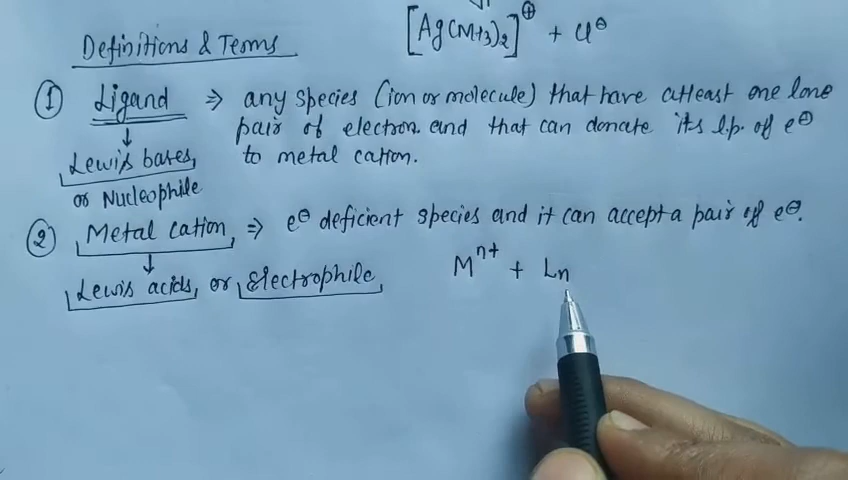 [Ag(NH3)2]⊕ + Cl⊖
Definitions & Terms
① Ligand ⇒ any species (ion or molecule) that have atleast one lone
pair of electron and that can donate its l.p. of e⊖
to metal cation.
↓
Lewis bases,
or Nucleophile
② Metal cation, ⇒ e⊖ deficient species and it can accept a pair of e⊖.
↓
Lewis acids, or Electrophile,
Mn+ + Ln